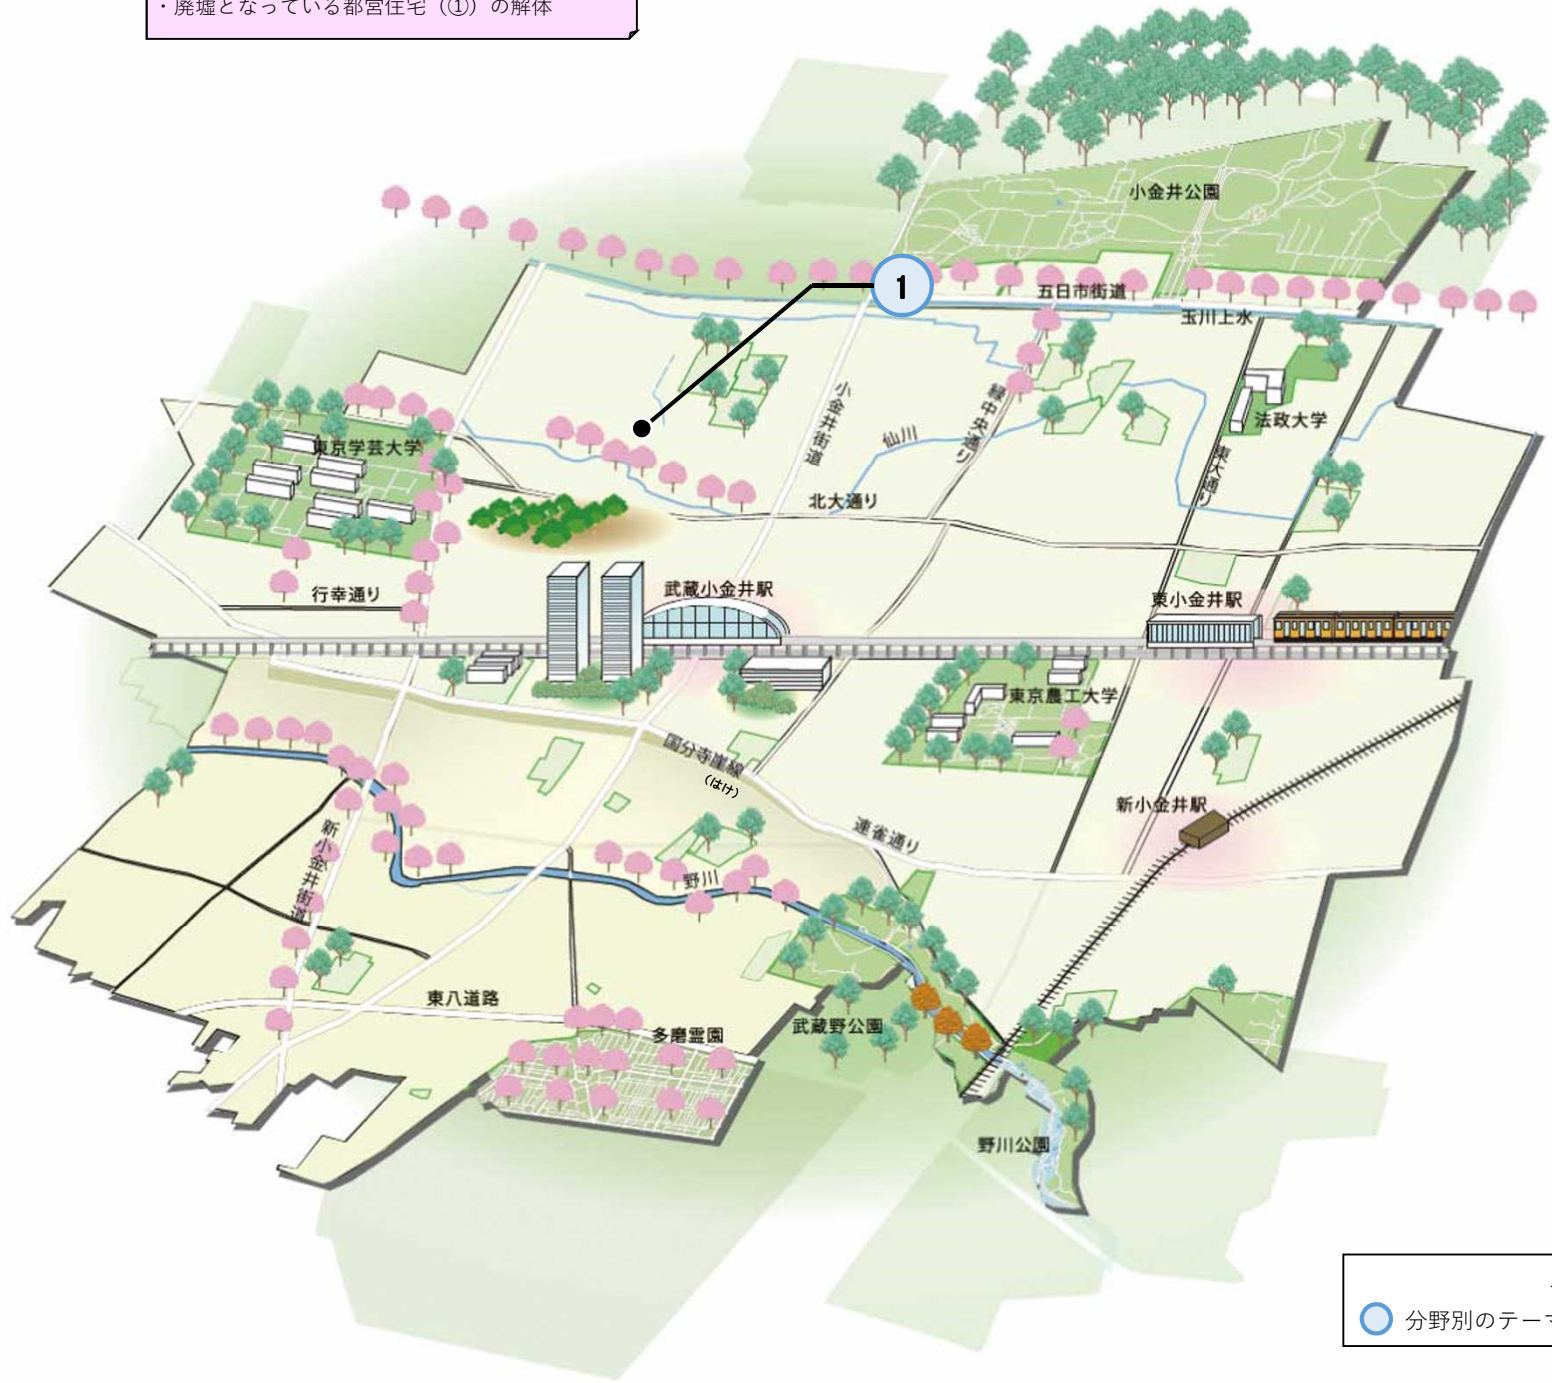 ・廃墟となっている都営住宅（①）の解体
小金井公園
1
五日市街道
玉川上水
小金井街道
緑中央通り
仙川
法政大学
東京学芸大学
東大通り
北大通り
行幸通り
武蔵小金井駅
東小金井駅
東京農工大学
国分寺崖線
（はけ）
新小金井駅
連雀通り
新小金井街道
野川
東八道路
武蔵野公園
多磨霊園
野川公園
分野別のテーマ